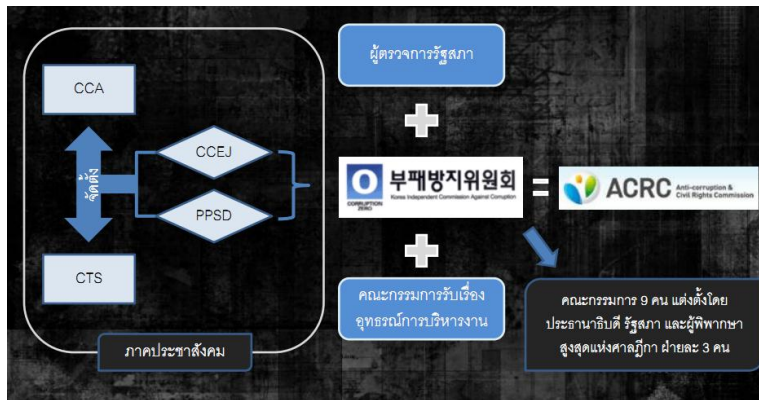 CCA
จัดตั้ง
CCEJ
PPSD
CTS
ภาคประชาสังคม
ผู้ตรวจการรัฐสภา
CORRUPTION
ZERO
부패방지위원회
Korea Independent Commission Against Corruption
คณะกรรมการรับเรื่อง
อุทธรณ์การบริหารงาน
=
ACRC
Anti-corruption &
Civil Rights Commission
คณะกรรมการ 9 คน แต่งตั้งโดย
ประธานาธิบดี รัฐสภา และผู้พิพากษา
สูงสุดแห่งศาลฎีกา ฝ่ายละ 3 คน